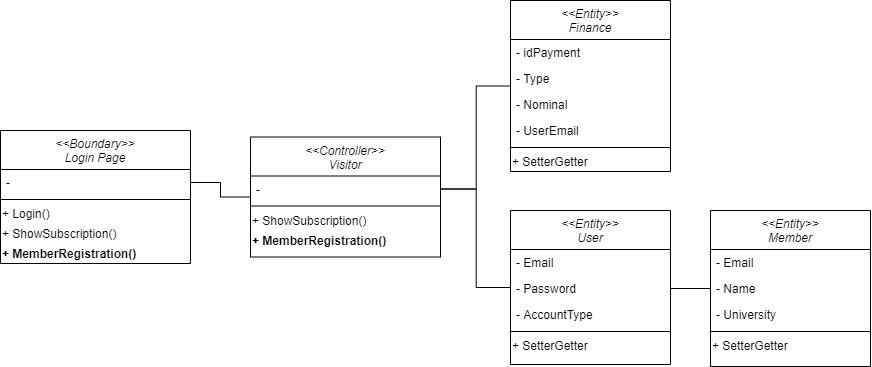 <<Boundary>>
Login Page
-
+ Login()
+ ShowSubscription()
+ MemberRegistration()
<<Controller>>
Visitor
-
+ ShowSubscription()
+ MemberRegistration()
<<Entity>>
Finance
- idPayment
- Type
- Nominal
- UserEmail
+ SetterGetter
<<Entity>>
User
- Email
- Password
- AccountType
+ SetterGetter
<<Entity>>
Member
- Email
- Name
- University
+ SetterGetter